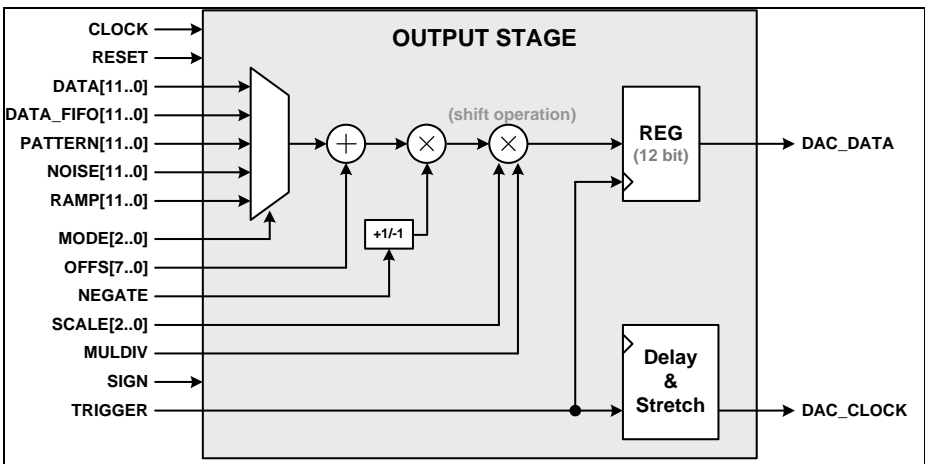 OUTPUT STAGE
CLOCK
RESET
DATA[11..0]
DATA_FIFO[11..0]
PATTERN[11..0]
NOISE[11..0]
RAMP[11..0]
MODE[2..0]
OFFS[7..0]
NEGATE
SCALE[2..0]
MULDIV
SIGN
TRIGGER
+
×
(shift operation)
×
+1/-1
REG
(12 bit)
DAC_DATA
Delay
&
Stretch
DAC_CLOCK